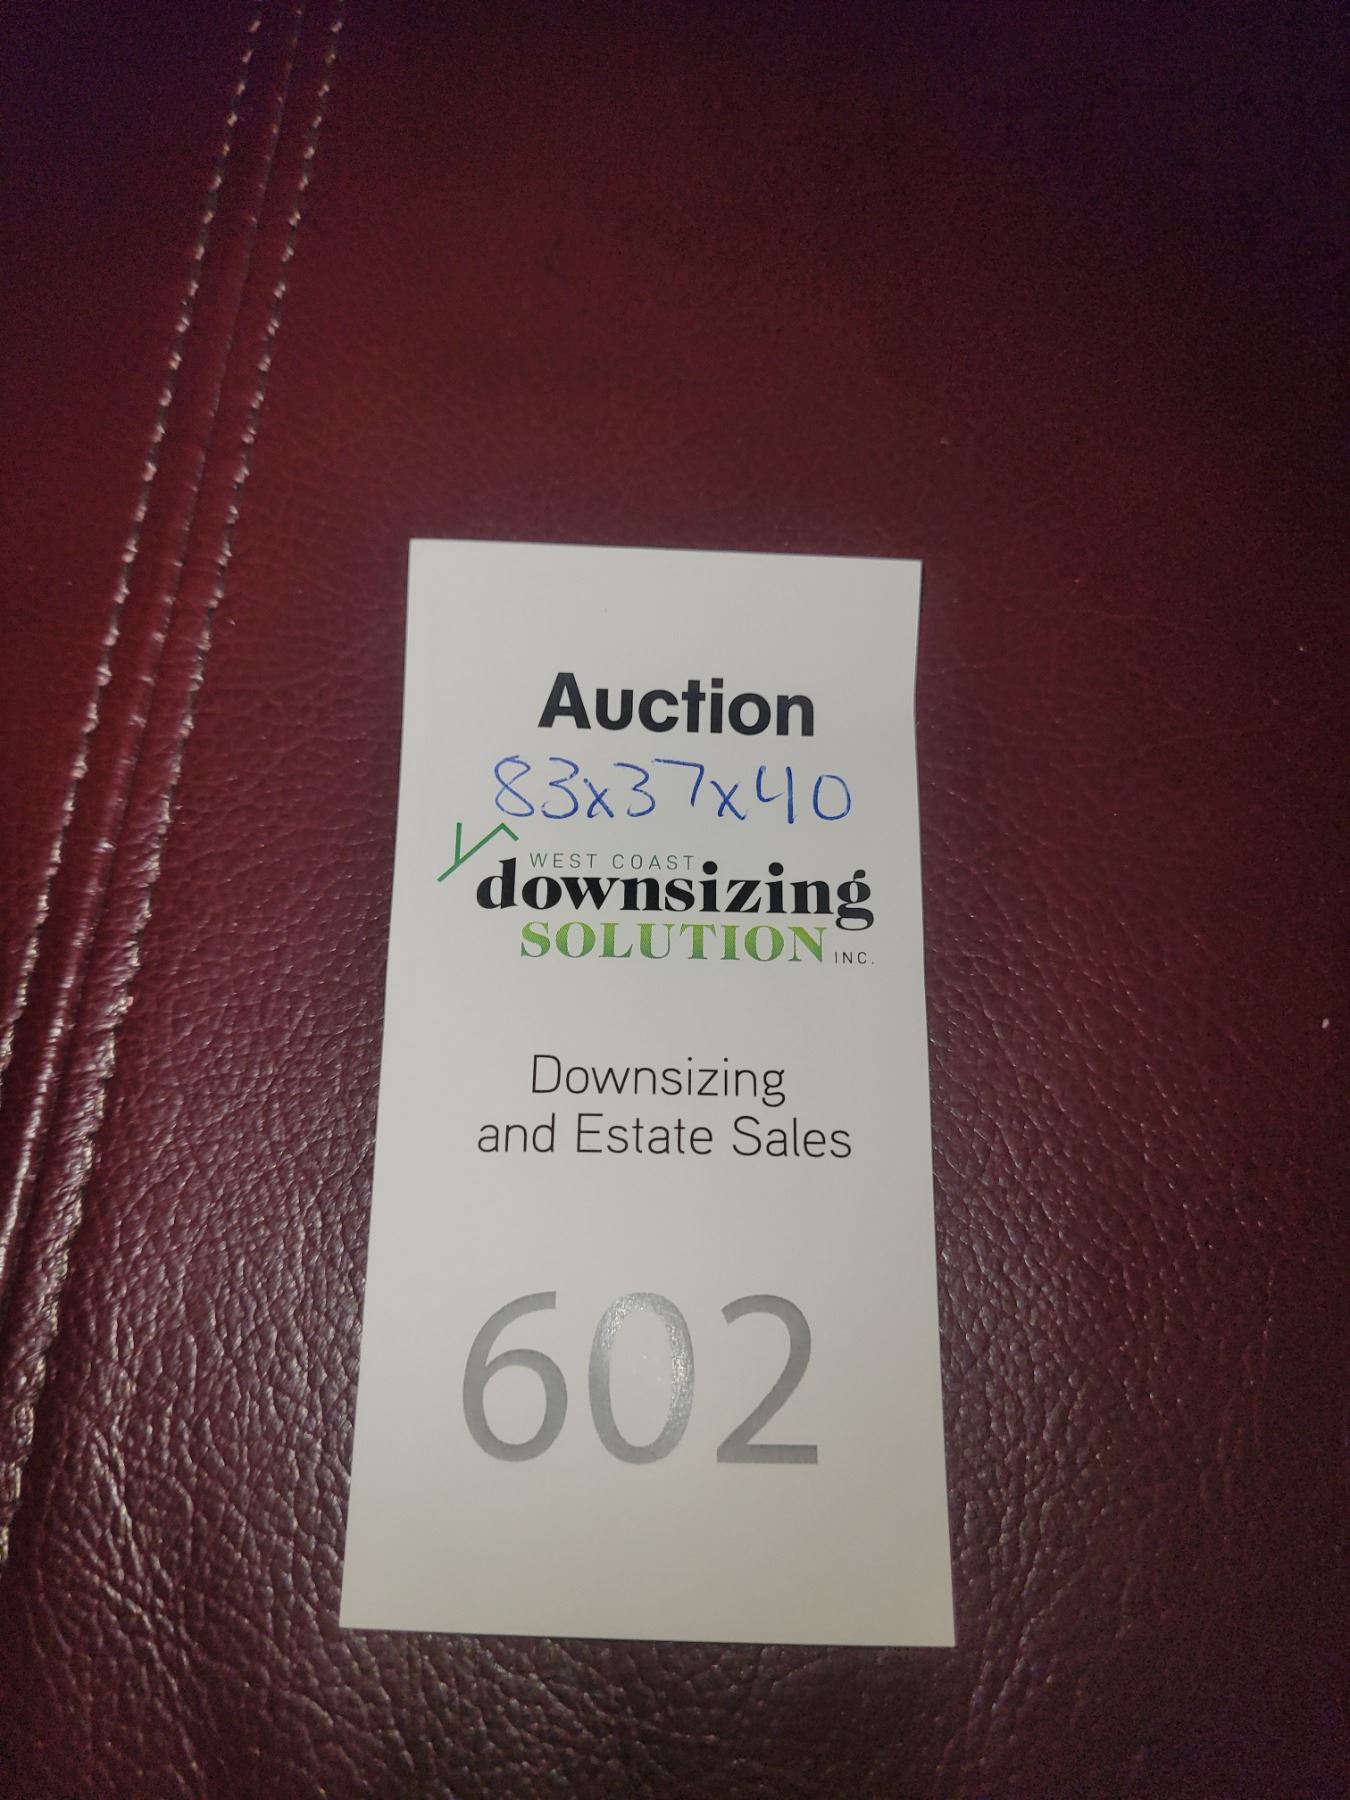 Auction
83x37x40
WEST COAST
downsizing
SOLUTION INC.
Downsizing
and Estate Sales
602